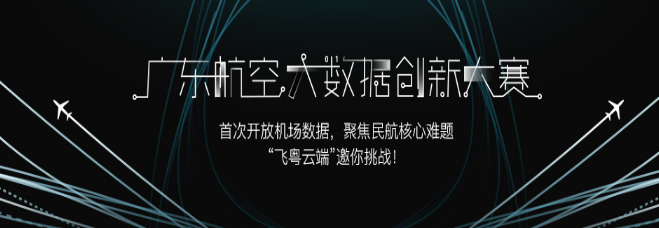 广东航空大数据创新大赛
首次开放机场数据，聚焦民航核心难题
“飞粤云端”邀你挑战！